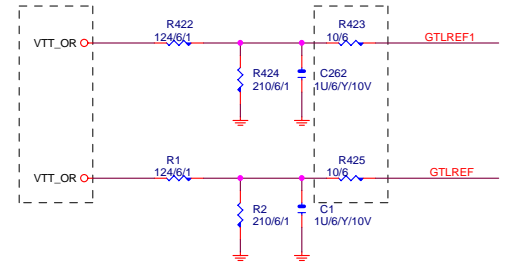 R422
124/6/1
R423
10/6
VTT_OR
GTLREF1
R424
210/6/1
C262
1U/6/Y/10V
R1
124/6/1
R425
10/6
VTT_OR
GTLREF
R2
210/6/1
C1
1U/6/Y/10V